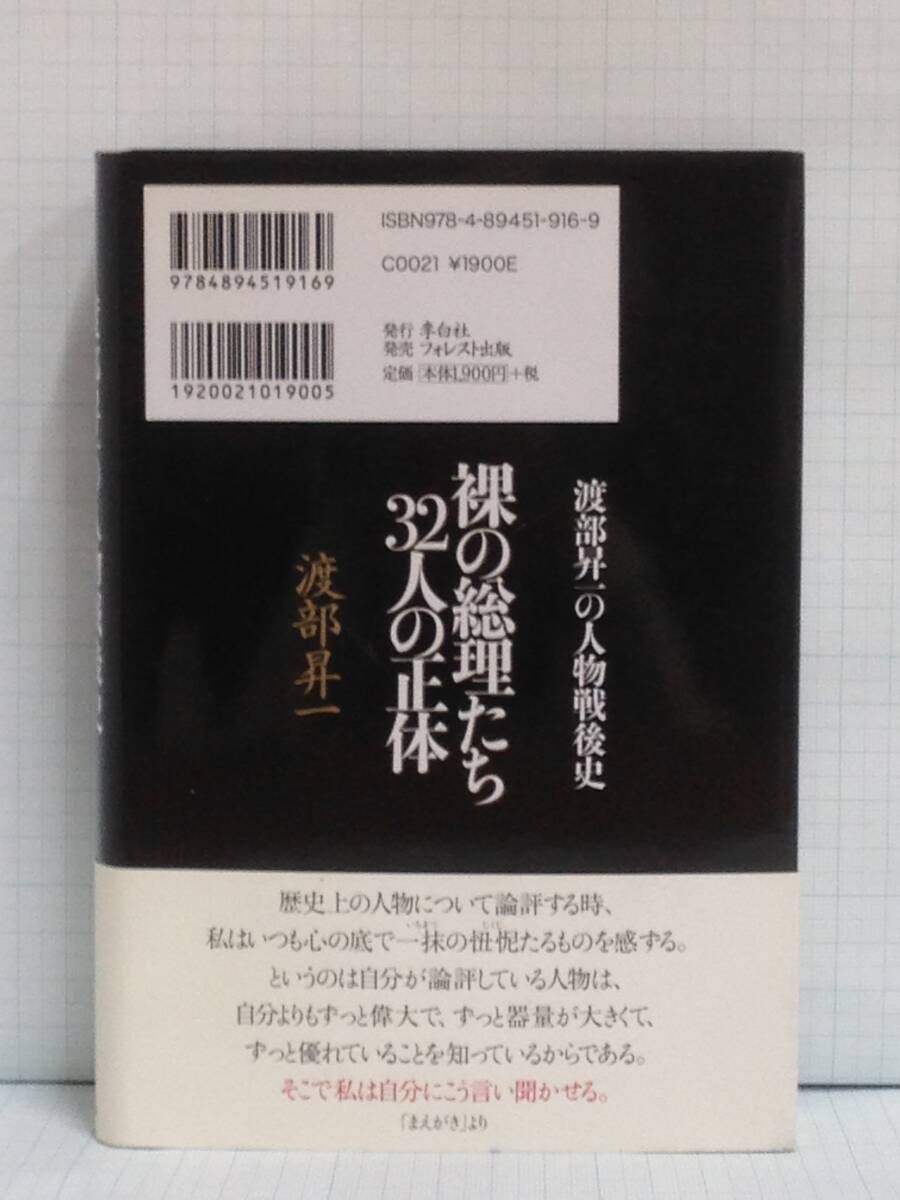 ISBN978-4-89451-916-9
C0021 ¥1900E
9784894519169
1920021019005
発行 李白社
発売 フォレスト出版
定価 本体1,900円+税
渡部昇一の人物戦後史
裸の総理たち
32人の正体
渡部昇一
歴史上の人物について論評する時、
私はいつも心の底で一抹の忸怩たるものを感ずる。
というのは自分が論評している人物は、
自分よりもずっと偉大で、ずっと器量が大きくて、
ずっと優れていることを知っているからである。
そこで私は自分にこう言い聞かせる。
「まえがき」より